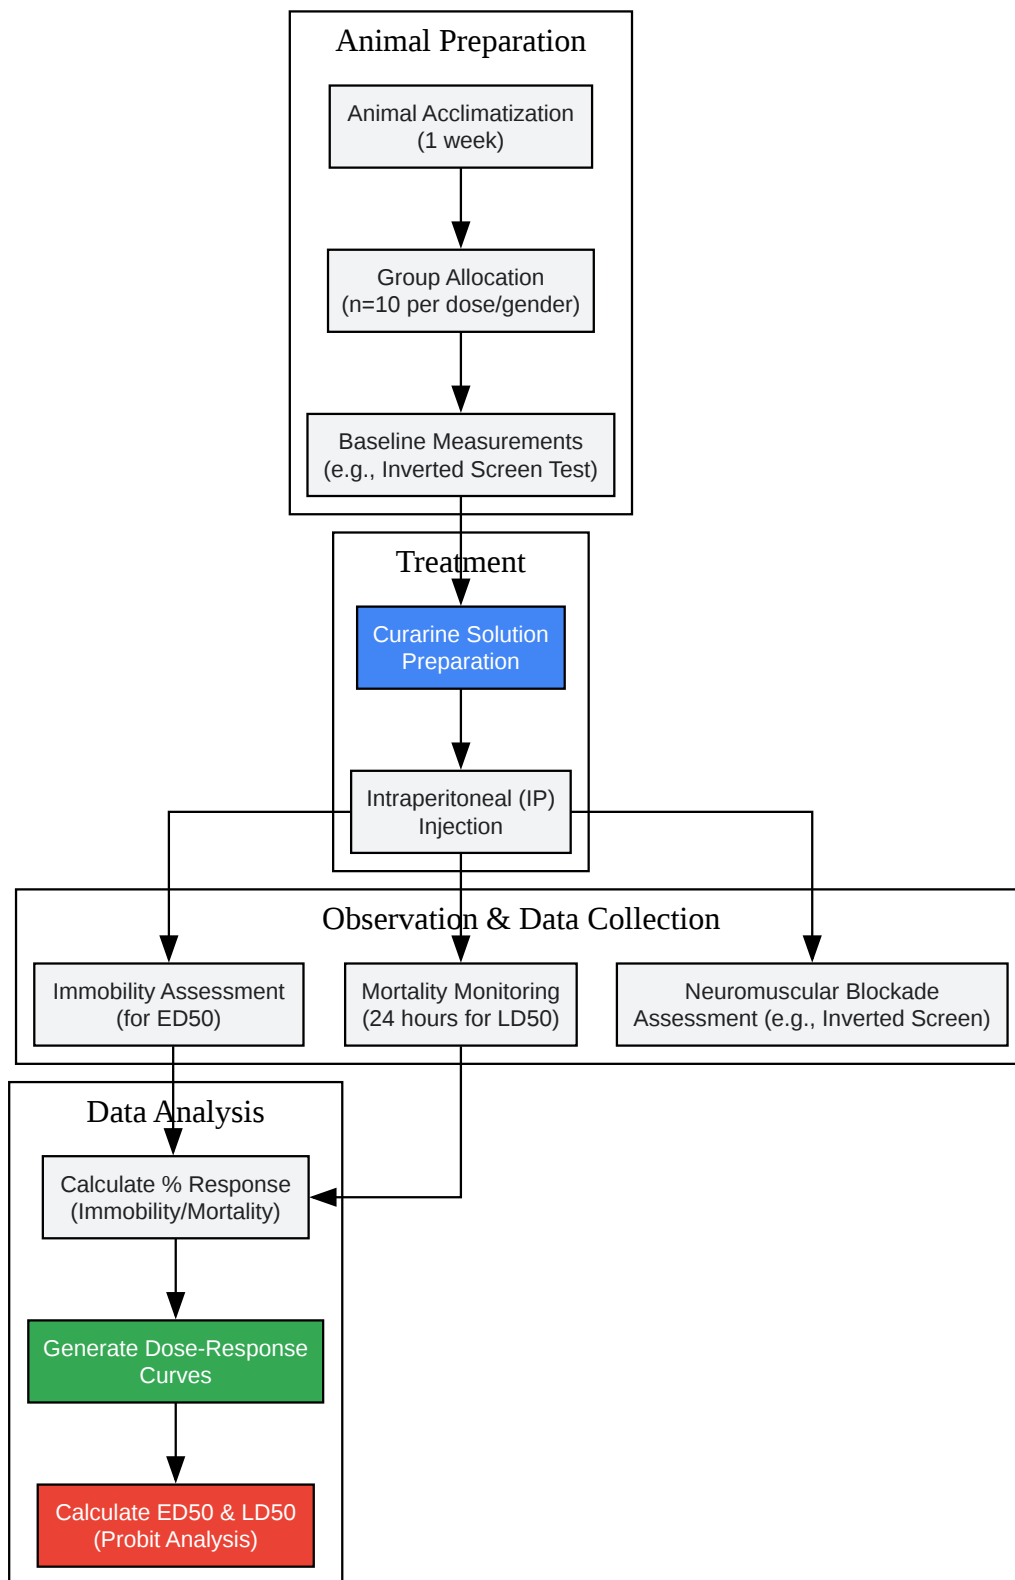 Animal Preparation
Animal Acclimatization
(1 week)
Group Allocation
(n=10 per dose/gender)
Baseline Measurements
(e.g., Inverted Screen Test)
Treatment
Curarine Solution
Preparation
Intraperitoneal (IP)
Injection
Observation & Data Collection
Immobility Assessment
(for ED50)
Mortality Monitoring
(24 hours for LD50)
Neuromuscular Blockade
Assessment (e.g., Inverted Screen)
Data Analysis
Calculate % Response
(Immobility/Mortality)
Generate Dose-Response
Curves
Calculate ED50 & LD50
(Probit Analysis)